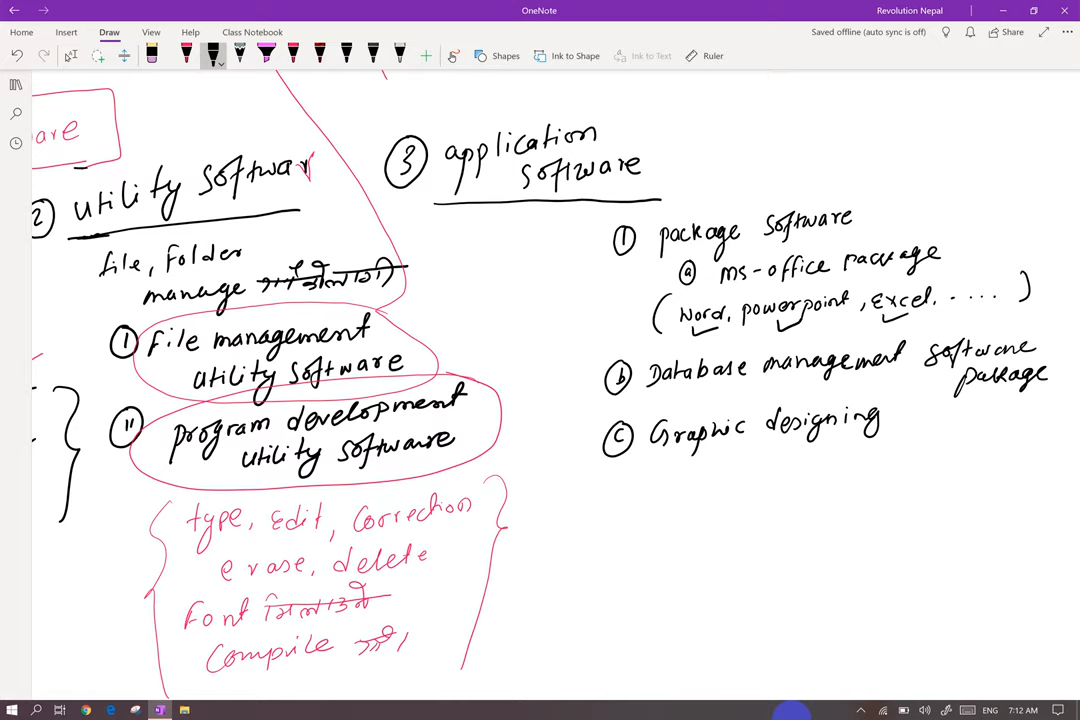 OneNote
Revolution Nepal
Home Insert Draw View Help Class Notebook
Saved offline (auto sync is off)
Share
Shapes
Ink to Shape
Ink to Text
Ruler
are
② utility software
file, Folder
manage
① file management
utility software
⑪ program development
utility software
type, Edit, correction
erase, delete
Font मिलाउने
Compile गर्ने
③ application
software
① package software
ⓐ ms-office package
(word, powerpoint, Excel, .....)
ⓑ Database management software
package
ⓒ Graphic designing
ENG
7:12 AM